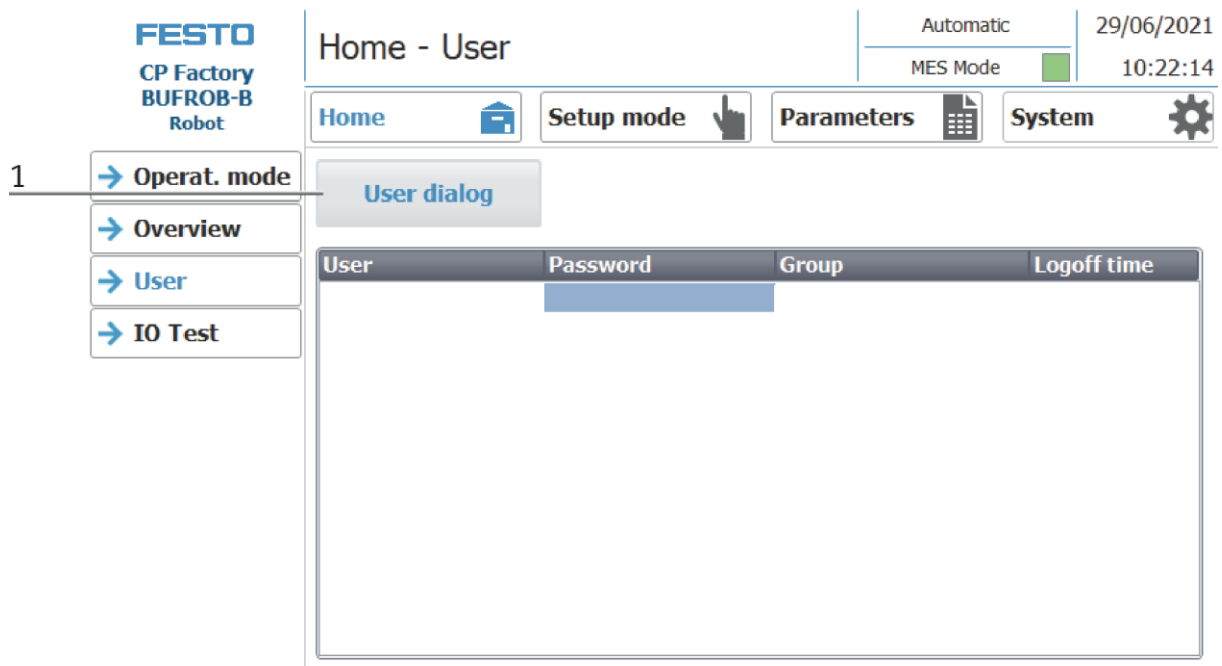 FESTO
CP Factory
BUFROB-B
Robot
Home - User
Automatic
MES Mode
29/06/2021
10:22:14
Home
Setup mode
Parameters
System
1
Operat. mode
Overview
User
IO Test
User dialog
User Password Group Logoff time